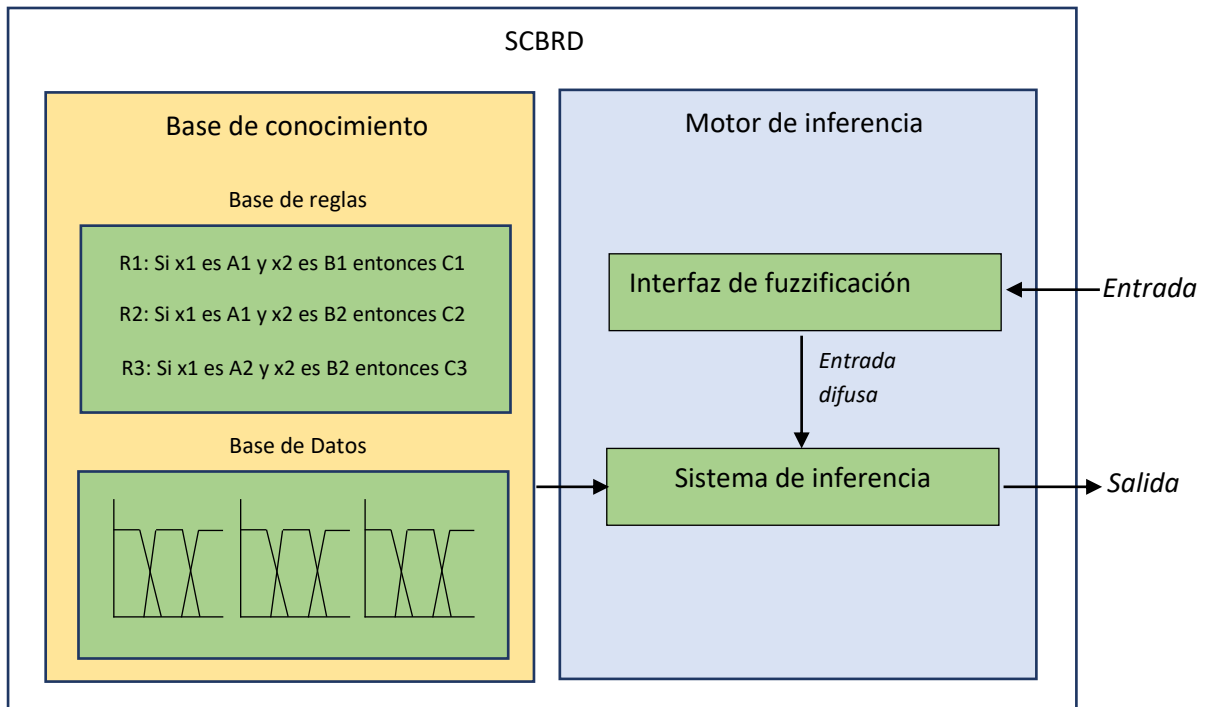 SCBRD
Base de conocimiento
Base de reglas
R1: Si x1 es A1 y x2 es B1 entonces C1
R2: Si x1 es A1 y x2 es B2 entonces C2
R3: Si x1 es A2 y x2 es B2 entonces C3
Base de Datos
Motor de inferencia
Interfaz de fuzzificación
Entrada
Entrada
difusa
Sistema de inferencia
Salida